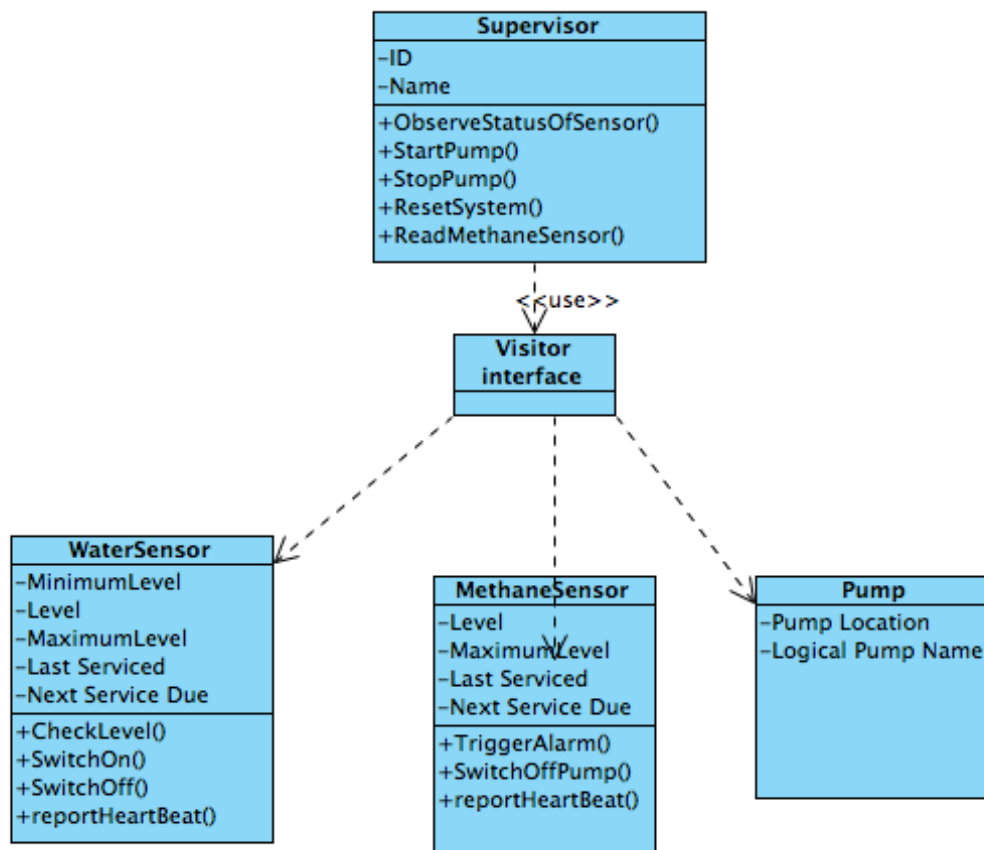 Supervisor
-ID
-Name
+ObserveStatusOfSensor()
+StartPump()
+StopPump()
+ResetSystem()
+ReadMethaneSensor()
<<use>>
Visitor
interface
WaterSensor
-MinimumLevel
-Level
-MaximumLevel
-Last Serviced
-Next Service Due
+CheckLevel()
+SwitchOn()
+SwitchOff()
+reportHeartBeat()
MethaneSensor
-Level
-MaximumLevel
-Last Serviced
-Next Service Due
+TriggerAlarm()
+SwitchOffPump()
+reportHeartBeat()
Pump
-Pump Location
-Logical Pump Name